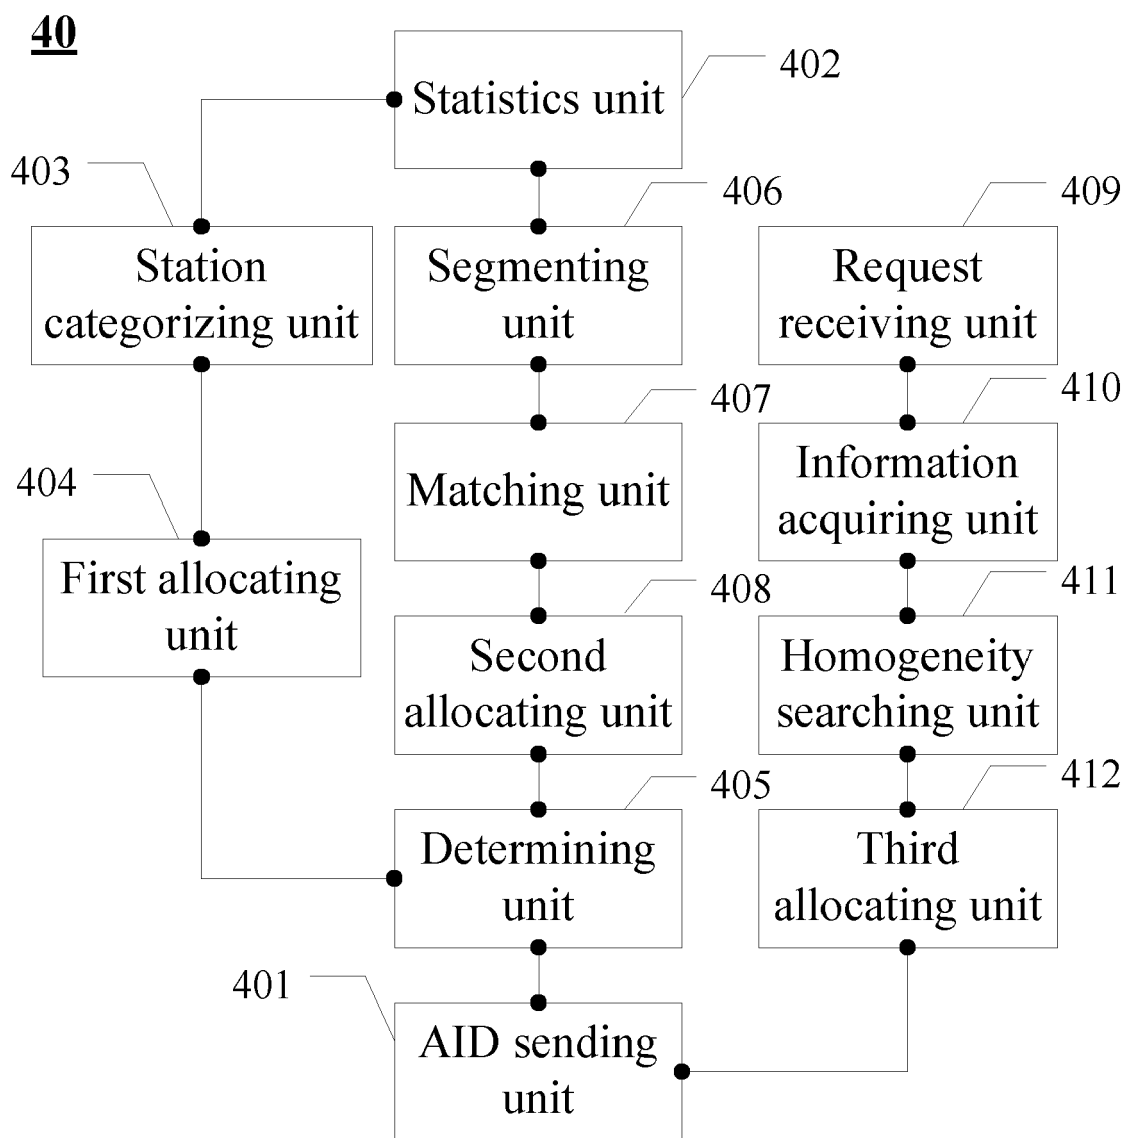 40
402
Statistics unit
403
406
409
Station
categorizing unit
Segmenting
unit
Request
receiving unit
407
410
404
Matching unit
Information
acquiring unit
First allocating
unit
408
411
Second
allocating unit
Homogeneity
searching unit
405
412
Determining
unit
Third
allocating unit
401
AID sending
unit